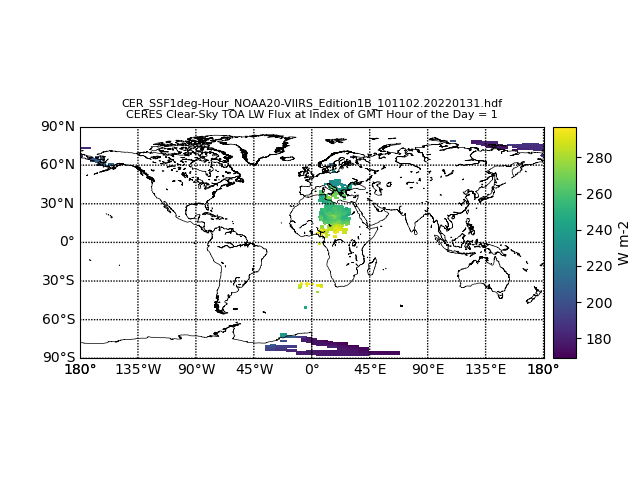 CER_SSF1deg-Hour_NOAA20-VIIRS_Edition1B_101102.20220131.hdf
CERES Clear-Sky TOA LW Flux at Index of GMT Hour of the Day = 1
90°N
60°N
30°N
0°
30°S
60°S
90°S
180° 135°W 90°W 45°W 0° 45°E 90°E 135°E 180°
280
260
240
220
200
180
W m-2